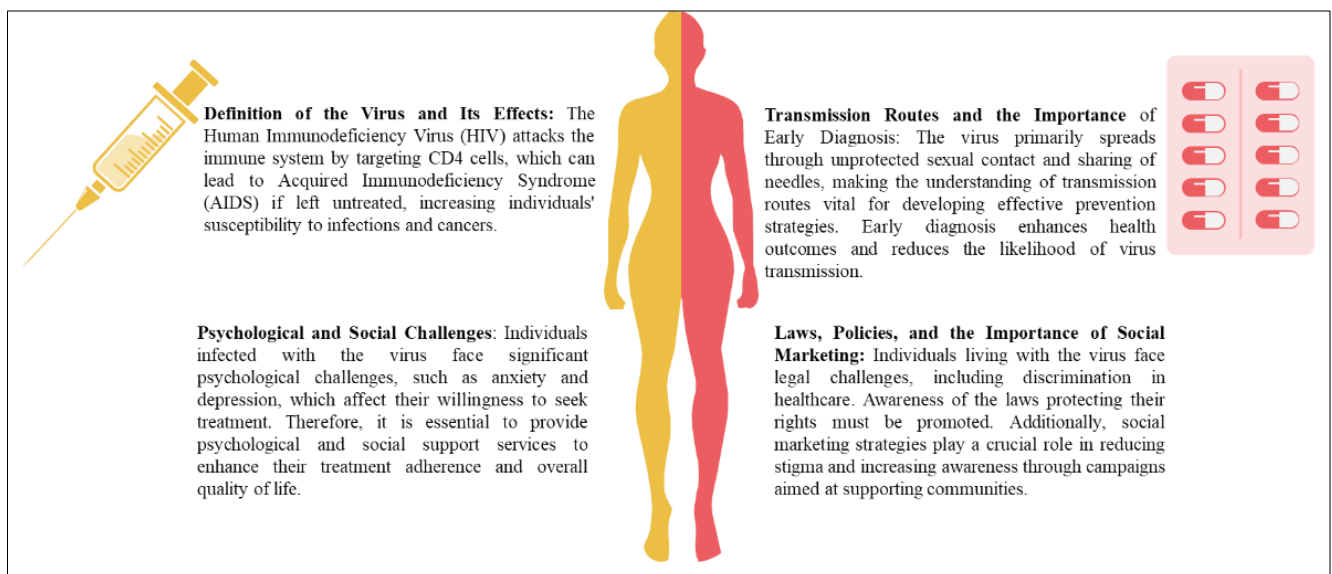 Definition of the Virus and Its Effects: The
Human Immunodeficiency Virus (HIV) attacks the
immune system by targeting CD4 cells, which can
lead to Acquired Immunodeficiency Syndrome
(AIDS) if left untreated, increasing individuals'
susceptibility to infections and cancers.
Transmission Routes and the Importance of
Early Diagnosis: The virus primarily spreads
through unprotected sexual contact and sharing of
needles, making the understanding of transmission
routes vital for developing effective prevention
strategies. Early diagnosis enhances health
outcomes and reduces the likelihood of virus
transmission.
Psychological and Social Challenges: Individuals
infected with the virus face significant
psychological challenges, such as anxiety and
depression, which affect their willingness to seek
treatment. Therefore, it is essential to provide
psychological and social support services to
enhance their treatment adherence and overall
quality of life.
Laws, Policies, and the Importance of Social
Marketing: Individuals living with the virus face
legal challenges, including discrimination in
healthcare. Awareness of the laws protecting their
rights must be promoted. Additionally, social
marketing strategies play a crucial role in reducing
stigma and increasing awareness through campaigns
aimed at supporting communities.